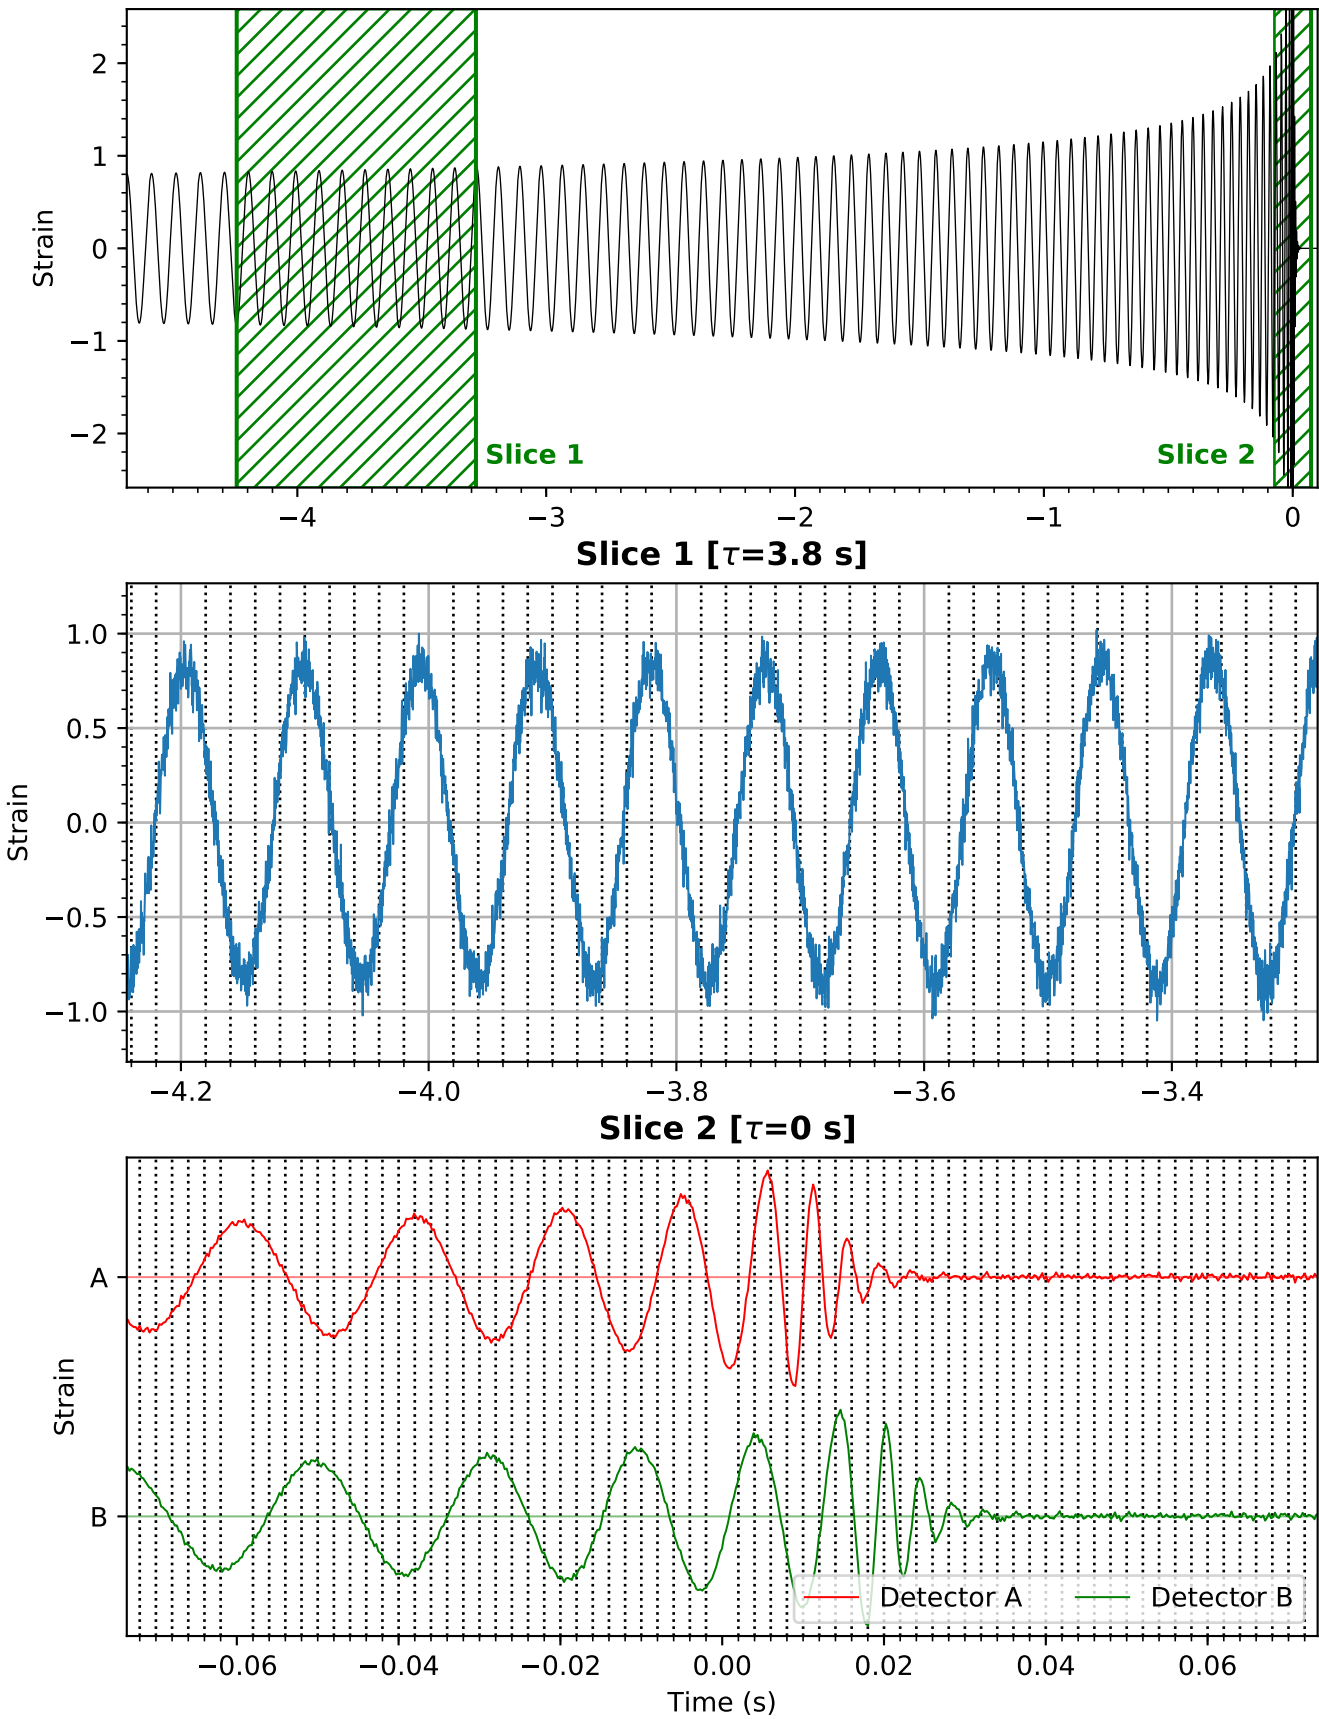 2
1
0
−1
−2
Strain
Slice 1
Slice 2
−4 −3 −2 −1 0
Slice 1 [τ=3.8 s]
1.0
0.5
0.0
−0.5
−1.0
Strain
−4.2 −4.0 −3.8 −3.6 −3.4
Slice 2 [τ=0 s]
A
B
Strain
Detector A Detector B
−0.06 −0.04 −0.02 0.00 0.02 0.04 0.06
Time (s)